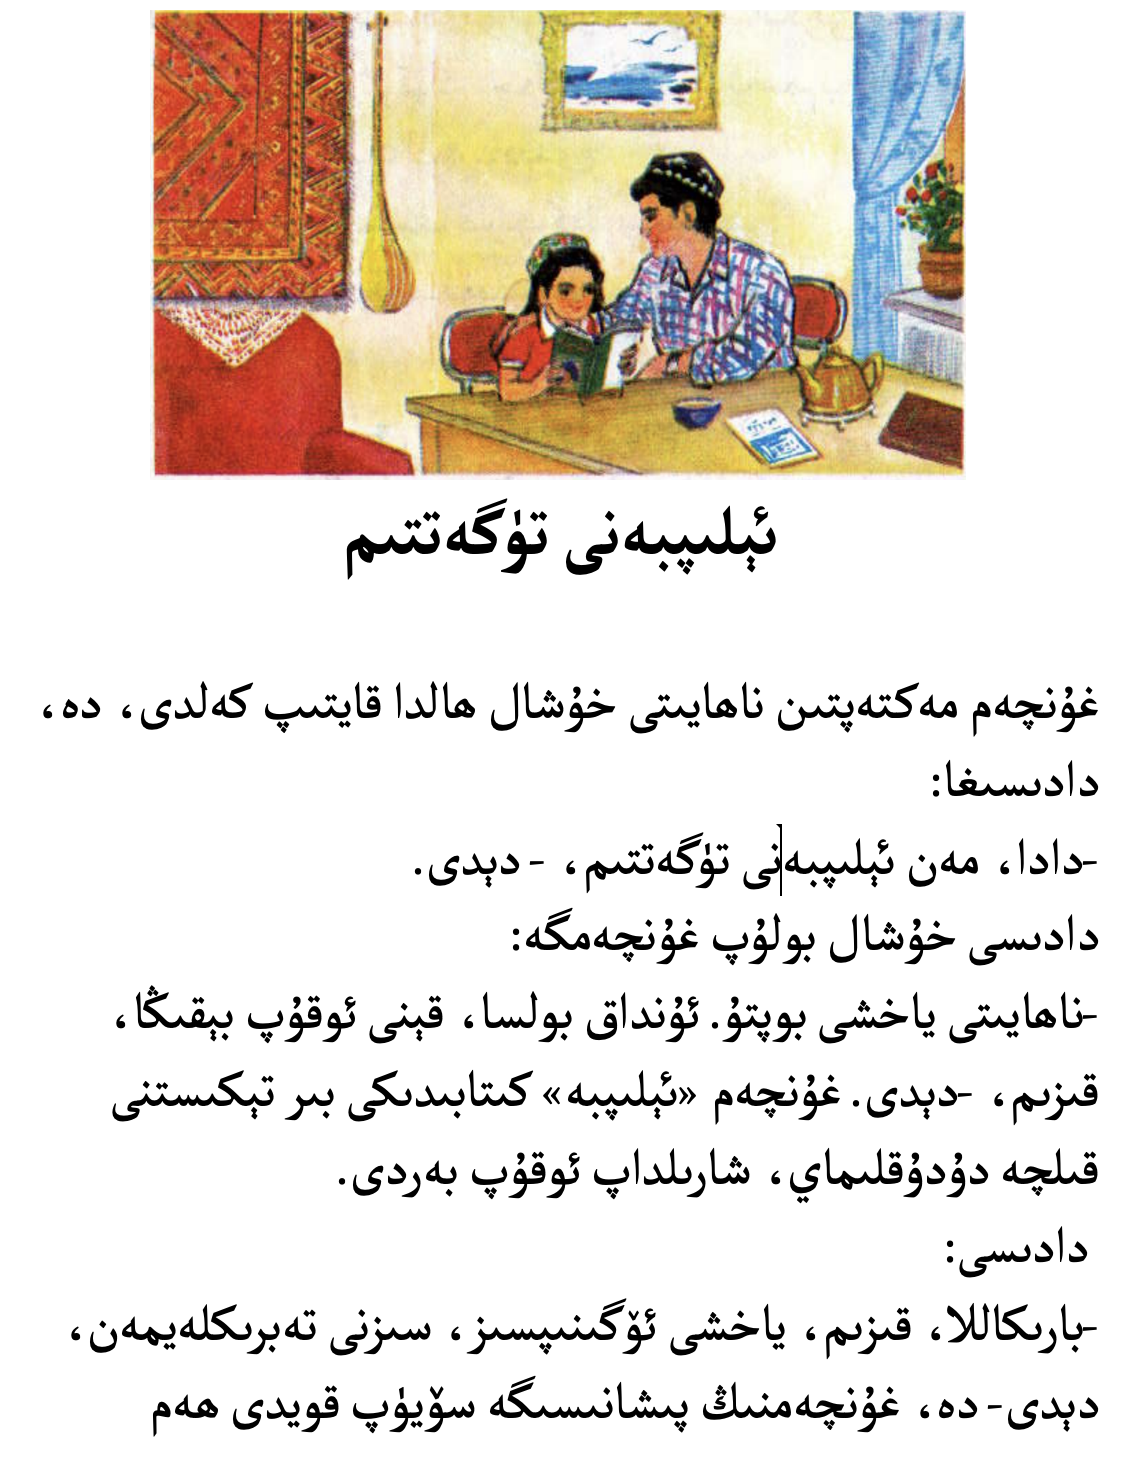 ئېلىپبەنى تۈگەتتىم
غۇنچەم مەكتەپتىن ناھايىتى خۇشال ھالدا قايتىپ كەلدى، دە،
دادىسىغا:
-دادا، مەن ئېلىپبەنى تۈگەتتىم، - دېدى.
دادىسى خۇشال بولۇپ غۇنچەمگە:
-ناھايىتى ياخشى بوپتۇ. ئۇنداق بولسا، قېنى ئوقۇپ بېقىڭا،
قىزىم، -دېدى. غۇنچەم «ئېلىپبە» كىتابىدىكى بىر تېكىستنى
قىلچە دۇدۇقلىماي، شارىلداپ ئوقۇپ بەردى.
دادىسى:
-بارىكاللا، قىزىم، ياخشى ئۆگىنىپسىز، سىزنى تەبرىكلەيمەن،
دېدى- دە، غۇنچەمنىڭ پىشانىسىگە سۆيۈپ قويدى ھەم